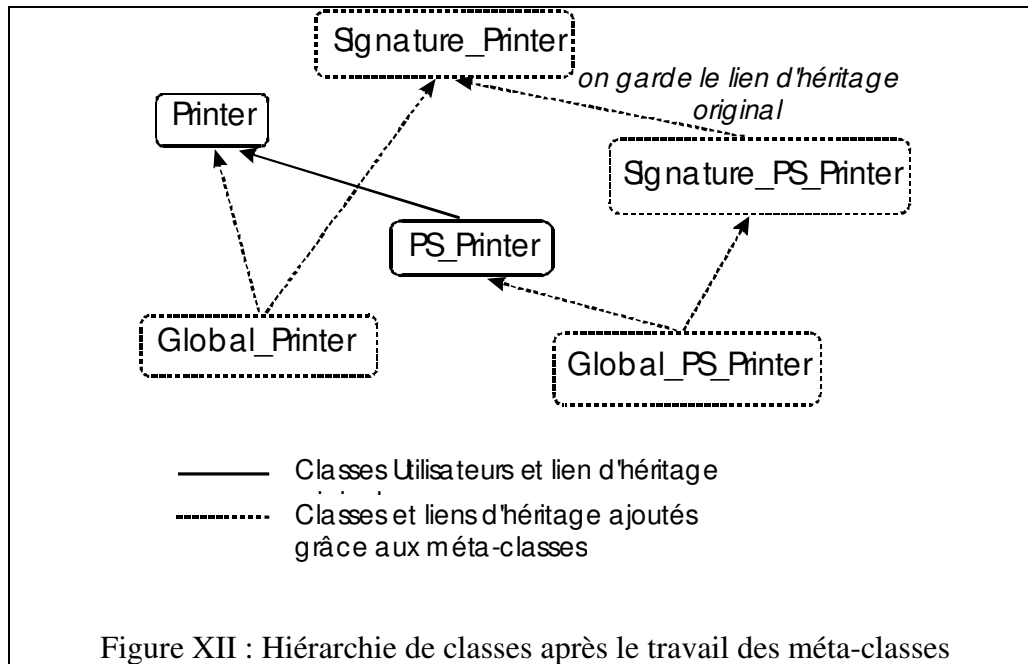 Signature_Printer
on garde le lien d'héritage
original
Printer
Signature_PS_Printer
PS_Printer
Global_Printer
Global_PS_Printer
Classes Utilisateurs et lien d'héritage
Classes et liens d'héritage ajoutés
grâce aux méta-classes
Figure XII : Hiérarchie de classes après le travail des méta-classes